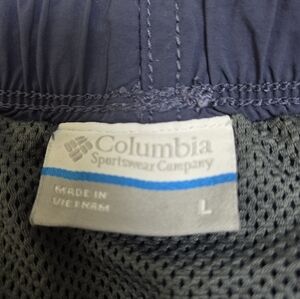 Columbia
Sportswear Company
MADE IN
VIETNAM
L